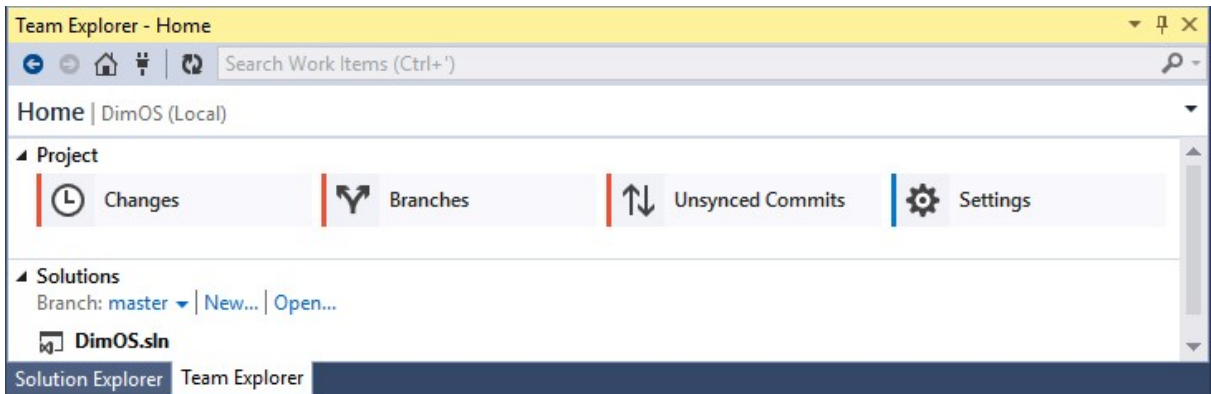 Team Explorer - Home
Search Work Items (Ctrl+')
Home | DimOS (Local)
Project
Changes Branches Unsynced Commits Settings
Solutions
Branch: master | New... | Open...
DimOS.sln
Solution Explorer Team Explorer